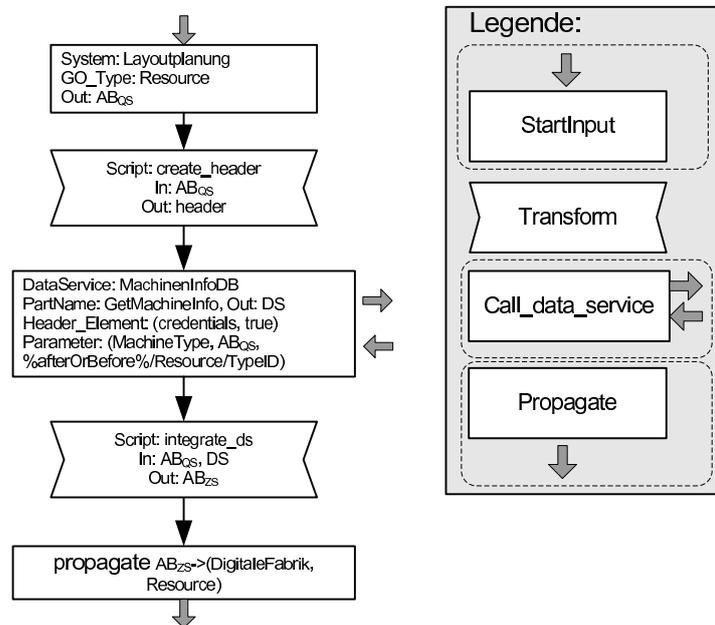 System: Layoutplanung
GO_Type: Resource
Out: ABQS
Script: create_header
In: ABQS
Out: header
DataService: MachinenInfoDB
PartName: GetMachineInfo, Out: DS
Header_Element: (credentials, true)
Parameter: (MachineType, ABQS,
%afterOrBefore%/Resource/TypeID)
Script: integrate_ds
In: ABQS, DS
Out: ABZS
propagate ABZS->(DigitaleFabrik,
Resource)
Legende:
StartInput
Transform
Call_data_service
Propagate